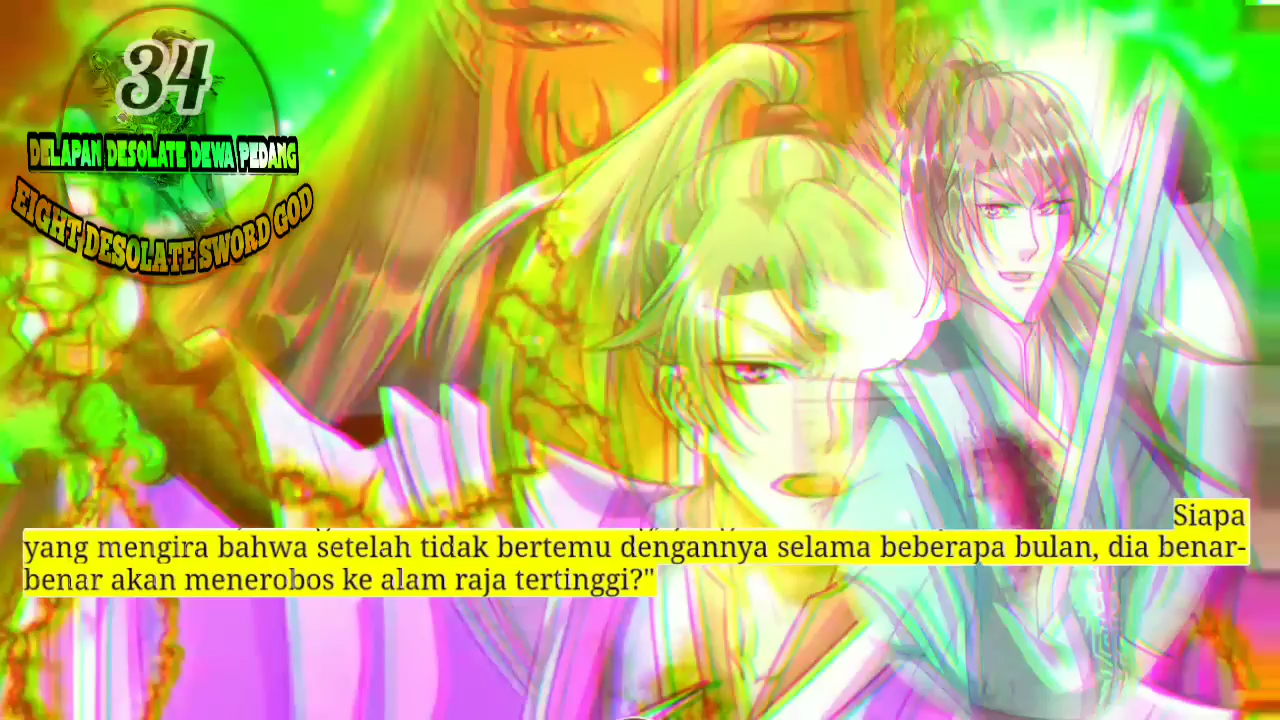 34
DELAPAN DESOLATE DEWA PEDANG
EIGHT DESOLATE SWORD GOD
Siapa
yang mengira bahwa setelah tidak bertemu dengannya selama beberapa bulan, dia benar-
benar akan menerobos ke alam raja tertinggi?"